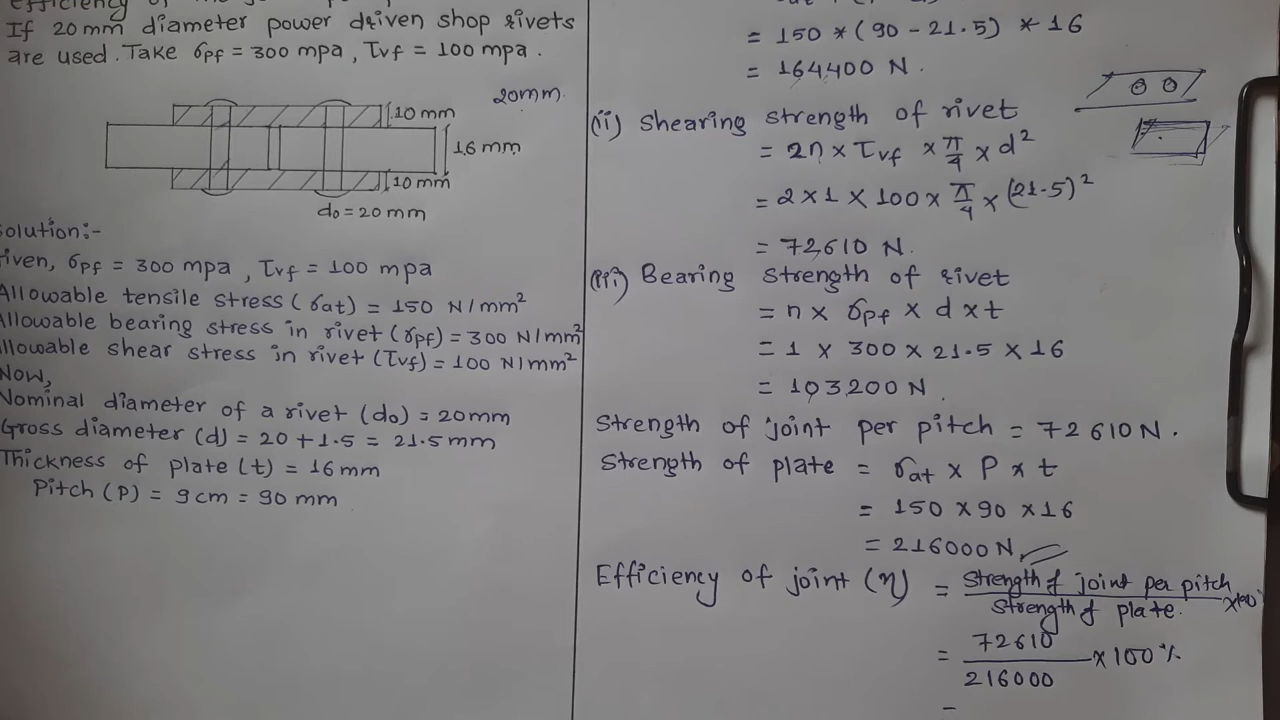 If 20 mm diameter power driven shop rivets
are used. Take σpf = 300 mpa, τvf = 100 mpa.
20mm
10 mm
16 mm
10 mm
do = 20 mm
Solution:-
Given, σpf = 300 mpa, τvf = 100 mpa
Allowable tensile stress (σat) = 150 N/mm²
Allowable bearing stress in rivet (σpf) = 300 N/mm²
Allowable shear stress in rivet (τvf) = 100 N/mm²
Now,
Nominal diameter of a rivet (do) = 20mm
Gross diameter (d) = 20 + 1.5 = 21.5 mm
Thickness of plate (t) = 16 mm
Pitch (P) = 9 cm = 90 mm
= 150 * (90 - 21.5) * 16
= 164400 N.
(ii) Shearing strength of rivet
= 2n × τvf × π/4 × d²
= 2 × 1 × 100 × π/4 × (21.5)²
= 72610 N.
(iii) Bearing strength of rivet
= n × σpf × d × t
= 1 × 300 × 21.5 × 16
= 103200 N.
Strength of joint per pitch = 72610 N.
Strength of plate = σat × P × t
= 150 × 90 × 16
= 216000 N
Efficiency of joint (η) = Strength of joint per pitch / Strength of plate. ×100
= 72610 / 216000 × 100%
=